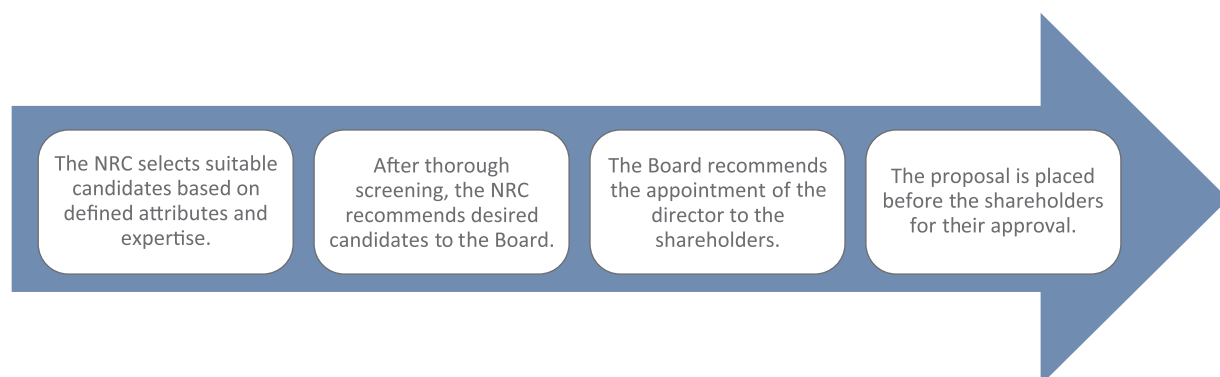 The NRC selects suitable
candidates based on
defined attributes and
expertise.
After thorough
screening, the NRC
recommends desired
candidates to the Board.
The Board recommends
the appointment of the
director to the
shareholders.
The proposal is placed
before the shareholders
for their approval.